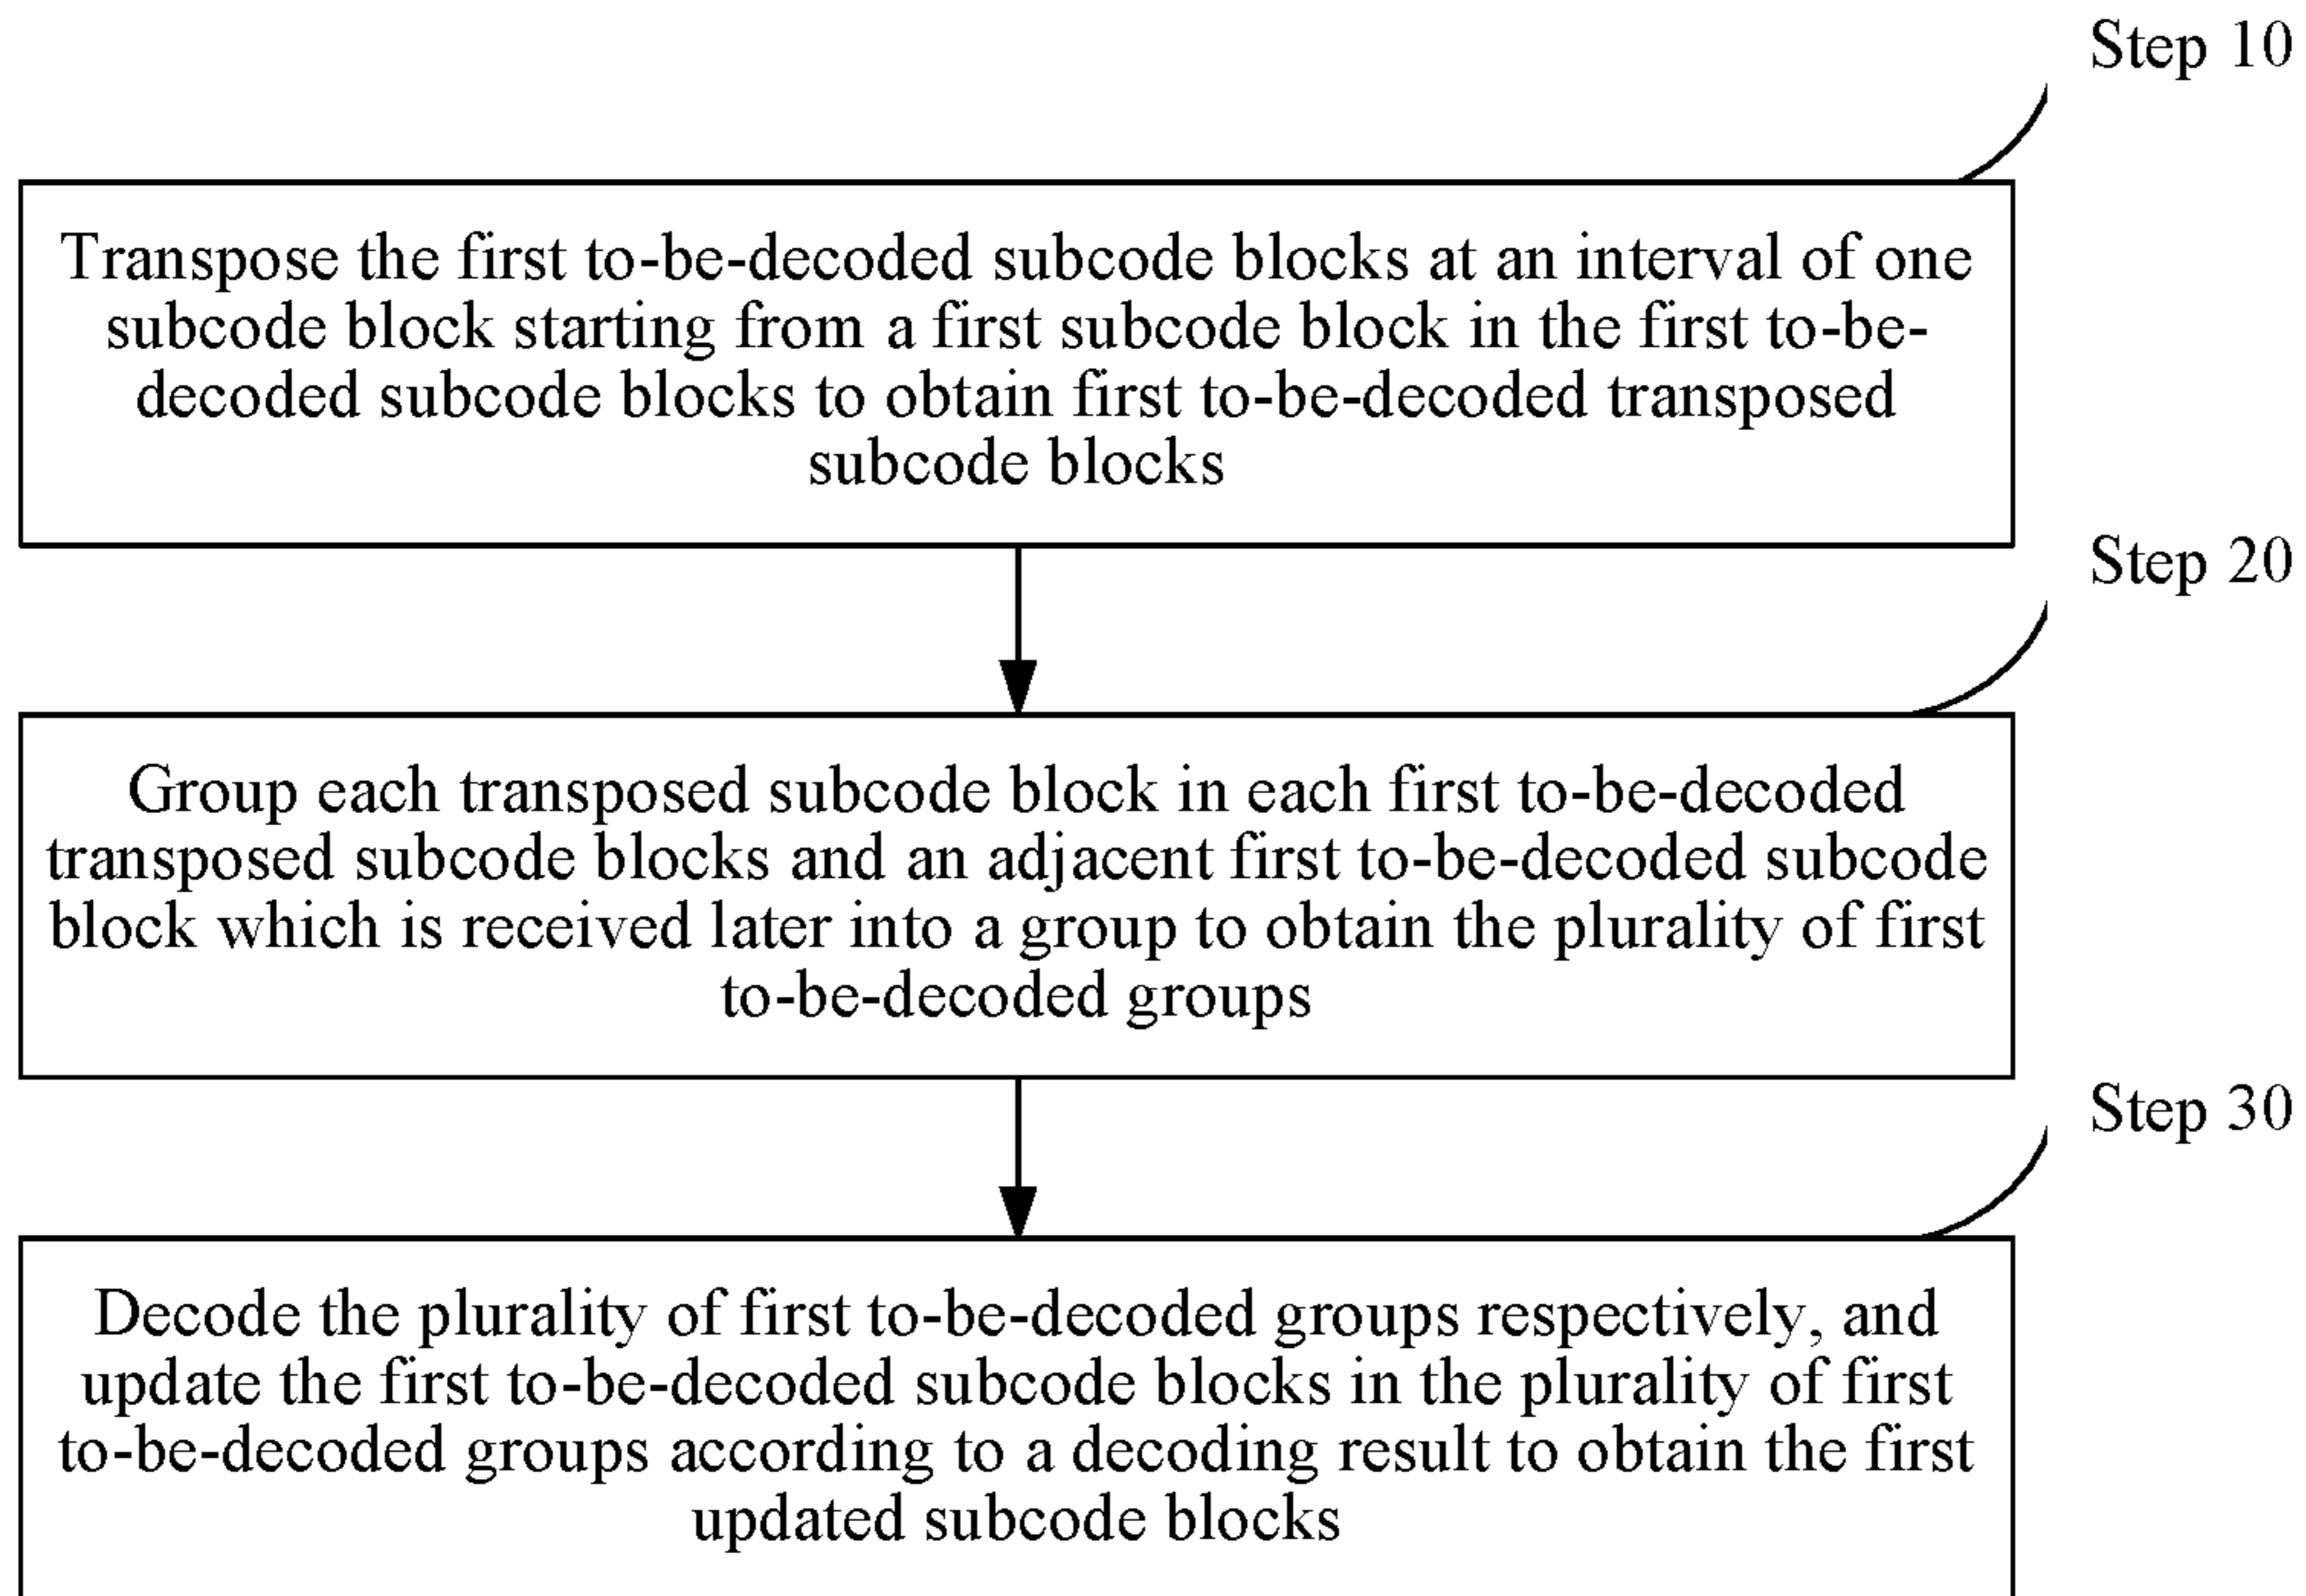 Step 10
Transpose the first to-be-decoded subcode blocks at an interval of one
subcode block starting from a first subcode block in the first to-be-
decoded subcode blocks to obtain first to-be-decoded transposed
subcode blocks
Step 20
Group each transposed subcode block in each first to-be-decoded
transposed subcode blocks and an adjacent first to-be-decoded subcode
block which is received later into a group to obtain the plurality of first
to-be-decoded groups
Step 30
Decode the plurality of first to-be-decoded groups respectively, and
update the first to-be-decoded subcode blocks in the plurality of first
to-be-decoded groups according to a decoding result to obtain the first
updated subcode blocks